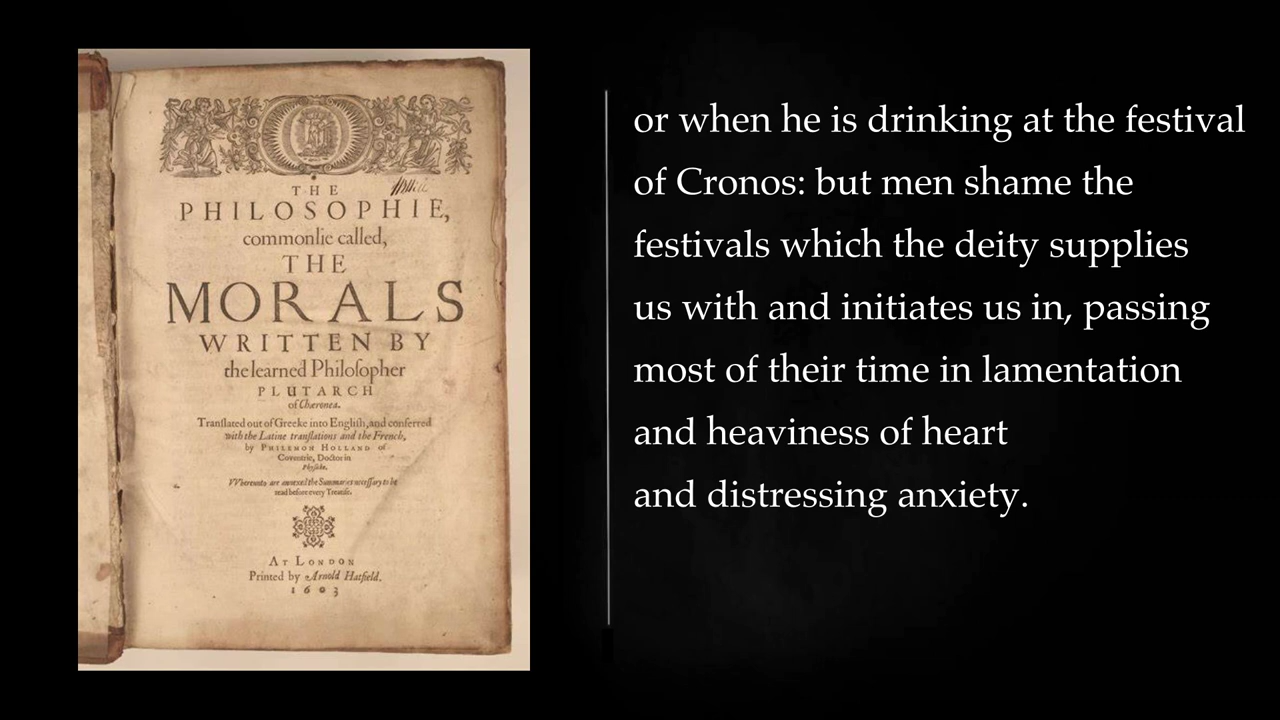 THE
PHILOSOPHIE,
commonlie called,
THE
MORALS
WRITTEN BY
the learned Philoſopher
PLUTARCH
of Chæronea.
Tranſlated out of Greeke into Engliſh, and conferred
with the Latine tranſlations and the French,
by PHILEMON HOLLAND of
Coventrie, Doctor in
Phyſicke.
VVhereunto are annexed the Summaries neceſſary to be
read before every Treatiſe.
AT LONDON
Printed by Arnold Hatfield.
1603
or when he is drinking at the festival
of Cronos: but men shame the
festivals which the deity supplies
us with and initiates us in, passing
most of their time in lamentation
and heaviness of heart
and distressing anxiety.